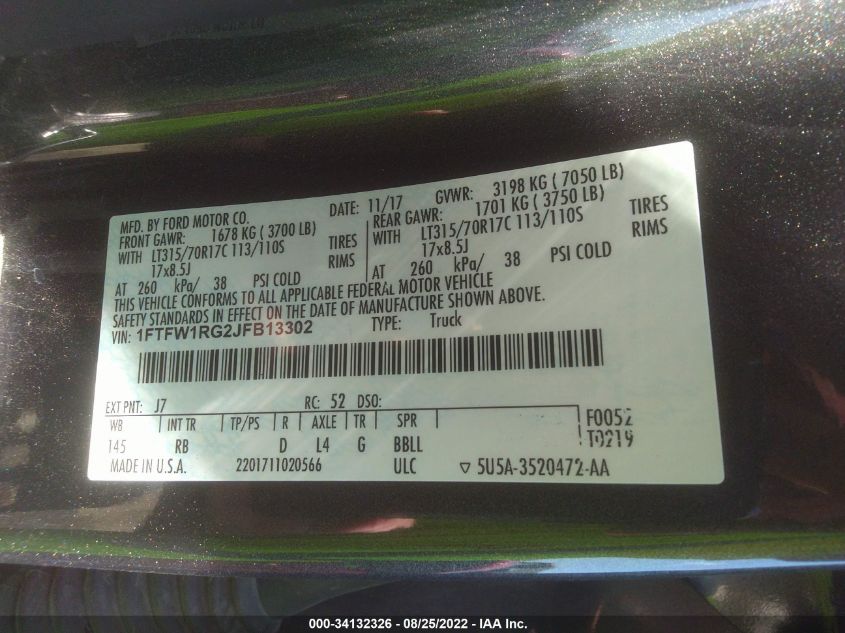 MFD. BY FORD MOTOR CO. DATE: 11/17 GVWR: 3198 KG ( 7050 LB)
FRONT GAWR: 1678 KG ( 3700 LB) REAR GAWR: 1701 KG ( 3750 LB)
WITH LT315/70R17C 113/110S TIRES WITH LT315/70R17C 113/110S TIRES
17x8.5J RIMS 17x8.5J RIMS
AT 260 kPa/ 38 PSI COLD AT 260 kPa/ 38 PSI COLD
THIS VEHICLE CONFORMS TO ALL APPLICABLE FEDERAL MOTOR VEHICLE
SAFETY STANDARDS IN EFFECT ON THE DATE OF MANUFACTURE SHOWN ABOVE.
VIN: 1FTFW1RG2JFB13302 TYPE: Truck
EXT PNT: J7 RC: 52 DSO:
WB INT TR TP/PS R AXLE TR SPR F0052
145 RB D L4 G BBLL T0219
MADE IN U.S.A. 2201711020566 ULC ▽ 5U5A-3520472-AA
000-34132326 - 08/25/2022 - IAA Inc.